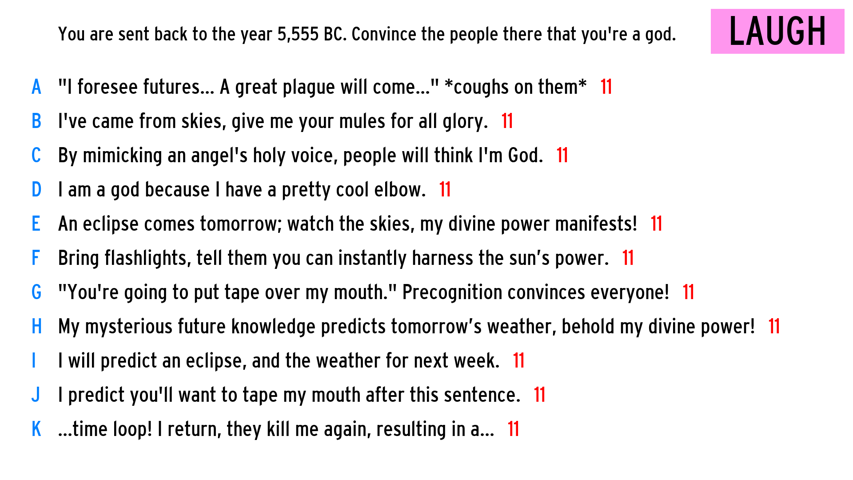 You are sent back to the year 5,555 BC. Convince the people there that you're a god.
LAUGH
A "I foresee futures... A great plague will come..." *coughs on them* 11
B I've came from skies, give me your mules for all glory. 11
C By mimicking an angel's holy voice, people will think I'm God. 11
D I am a god because I have a pretty cool elbow. 11
E An eclipse comes tomorrow; watch the skies, my divine power manifests! 11
F Bring flashlights, tell them you can instantly harness the sun’s power. 11
G "You're going to put tape over my mouth." Precognition convinces everyone! 11
H My mysterious future knowledge predicts tomorrow’s weather, behold my divine power! 11
I I will predict an eclipse, and the weather for next week. 11
J I predict you'll want to tape my mouth after this sentence. 11
K ...time loop! I return, they kill me again, resulting in a... 11